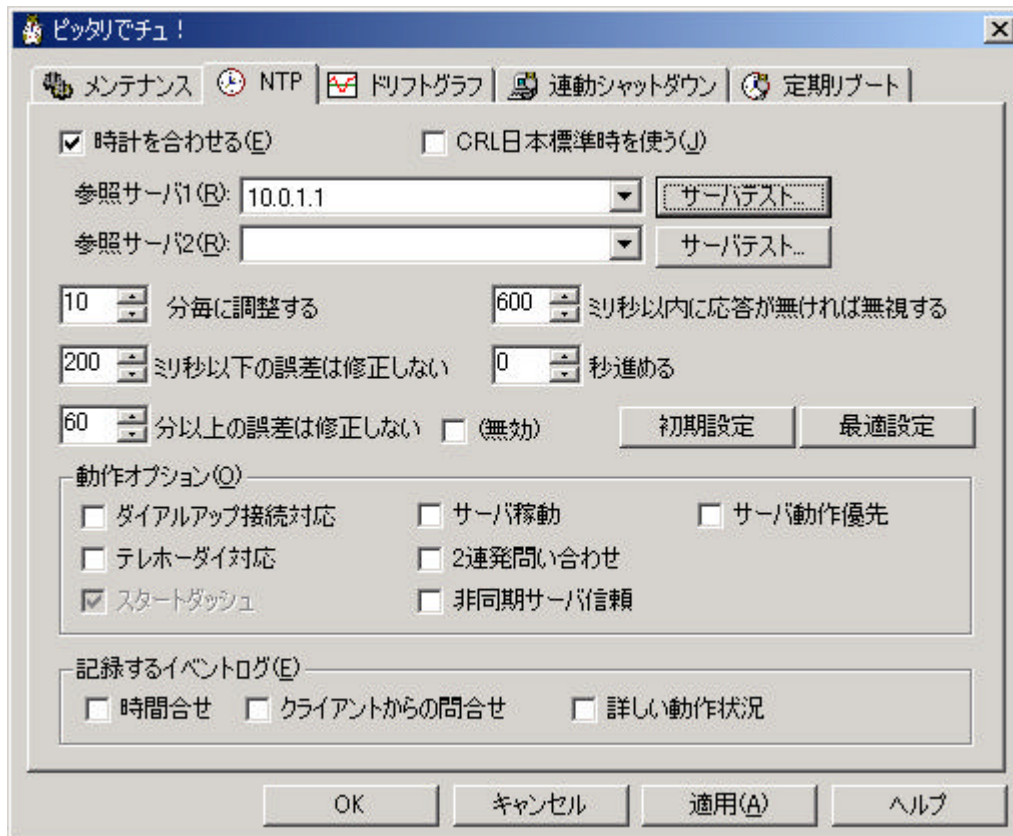 ピッタリでチュ！
メンテナンス NTP ドリフトグラフ 連動シャットダウン 定期リブート
時計を合わせる(E) CRL日本標準時を使う(J)
参照サーバ1(R): 10.0.1.1 サーバテスト...
参照サーバ2(R): サーバテスト...
10 分毎に調整する 600 ミリ秒以内に応答が無ければ無視する
200 ミリ秒以下の誤差は修正しない 0 秒進める
60 分以上の誤差は修正しない (無効) 初期設定 最適設定
動作オプション(O)
ダイアルアップ接続対応 サーバ稼動 サーバ動作優先
テレホーダイ対応 2連発問い合わせ
スタートダッシュ 非同期サーバ信頼
記録するイベントログ(E)
時間合せ クライアントからの問合せ 詳しい動作状況
OK キャンセル 適用(A) ヘルプ